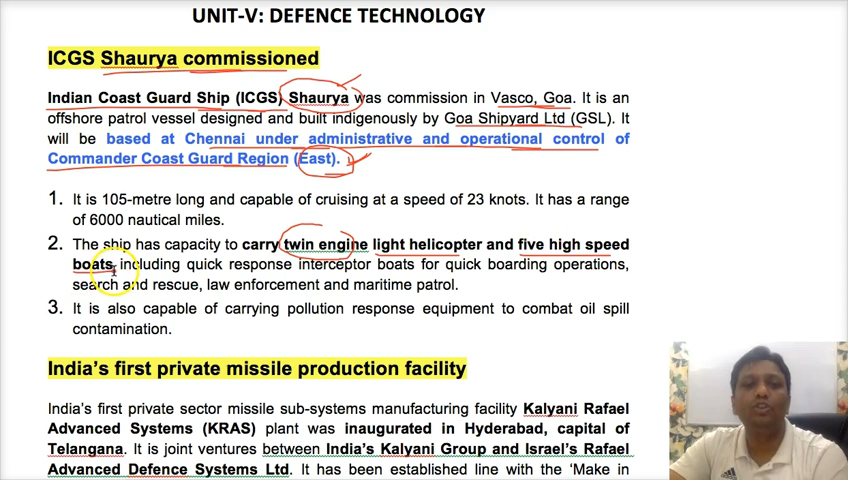 UNIT-V: DEFENCE TECHNOLOGY
ICGS Shaurya commissioned
Indian Coast Guard Ship (ICGS) Shaurya was commission in Vasco, Goa. It is an
offshore patrol vessel designed and built indigenously by Goa Shipyard Ltd (GSL). It
will be based at Chennai under administrative and operational control of
Commander Coast Guard Region (East).
1. It is 105-metre long and capable of cruising at a speed of 23 knots. It has a range
of 6000 nautical miles.
2. The ship has capacity to carry twin engine light helicopter and five high speed
boats, including quick response interceptor boats for quick boarding operations,
search and rescue, law enforcement and maritime patrol.
3. It is also capable of carrying pollution response equipment to combat oil spill
contamination.
India's first private missile production facility
India's first private sector missile sub-systems manufacturing facility Kalyani Rafael
Advanced Systems (KRAS) plant was inaugurated in Hyderabad, capital of
Telangana. It is joint ventures between India's Kalyani Group and Israel's Rafael
Advanced Defence Systems Ltd. It has been established line with the 'Make in